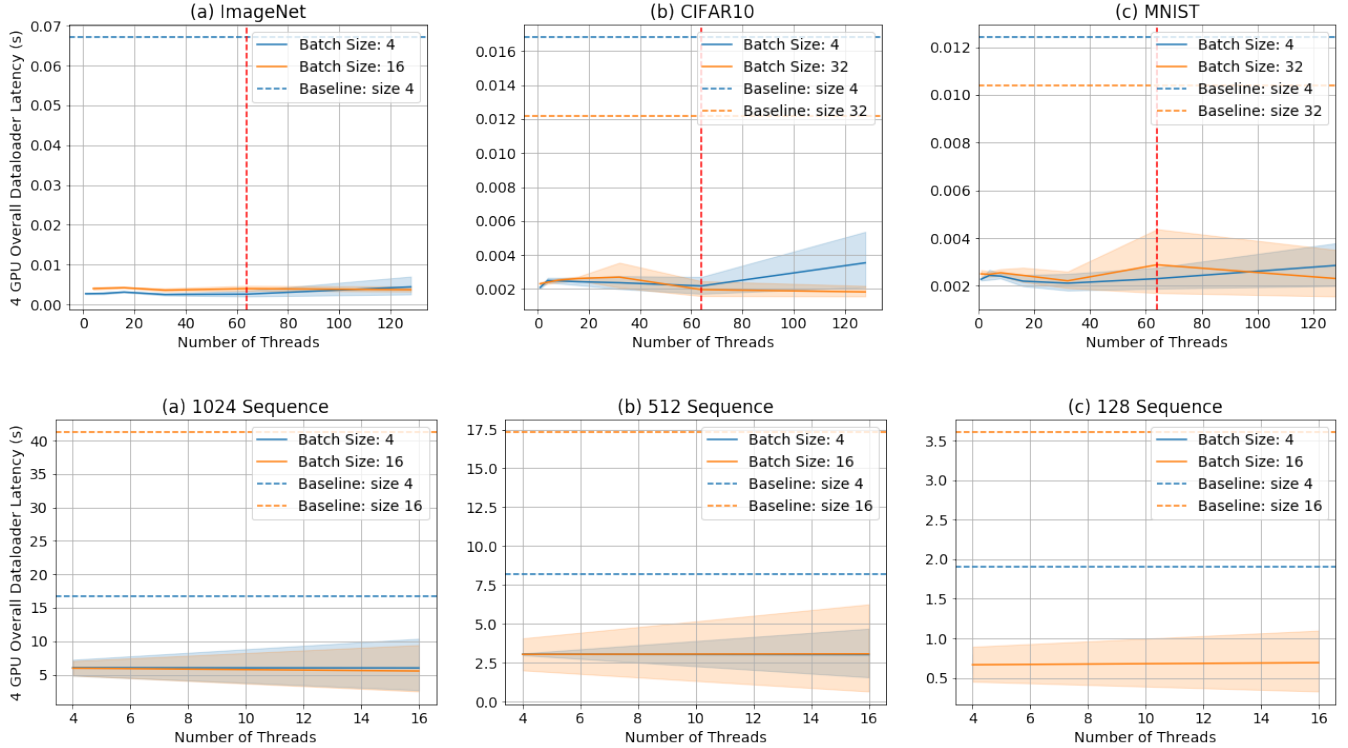 (a) ImageNet
4 GPU Overall Dataloader Latency (s)
0.07
0.06
0.05
0.04
0.03
0.02
0.01
0.00
Batch Size: 4
Batch Size: 16
Baseline: size 4
0 20 40 60 80 100 120
Number of Threads
(b) CIFAR10
0.016
0.014
0.012
0.010
0.008
0.006
0.004
0.002
Batch Size: 4
Batch Size: 32
Baseline: size 4
Baseline: size 32
0 20 40 60 80 100 120
Number of Threads
(c) MNIST
0.012
0.010
0.008
0.006
0.004
0.002
Batch Size: 4
Batch Size: 32
Baseline: size 4
Baseline: size 32
0 20 40 60 80 100 120
Number of Threads
(a) 1024 Sequence
4 GPU Overall Dataloader Latency (s)
40
35
30
25
20
15
10
5
Batch Size: 4
Batch Size: 16
Baseline: size 4
Baseline: size 16
4 6 8 10 12 14 16
Number of Threads
(b) 512 Sequence
17.5
15.0
12.5
10.0
7.5
5.0
2.5
0.0
Batch Size: 4
Batch Size: 16
Baseline: size 4
Baseline: size 16
4 6 8 10 12 14 16
Number of Threads
(c) 128 Sequence
3.5
3.0
2.5
2.0
1.5
1.0
0.5
Batch Size: 4
Batch Size: 16
Baseline: size 4
Baseline: size 16
4 6 8 10 12 14 16
Number of Threads